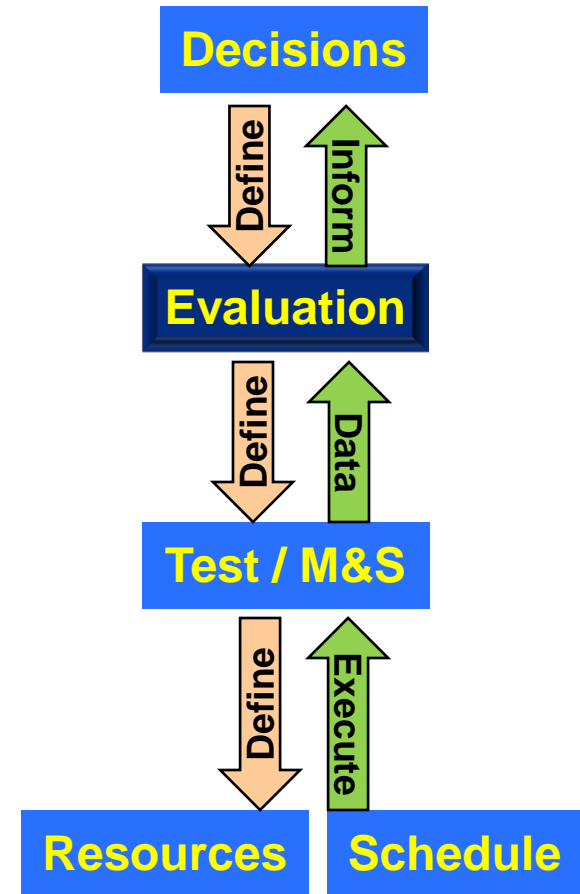 Decisions
Define
Inform
Evaluation
Define
Data
Test / M&S
Define
Execute
Resources
Schedule